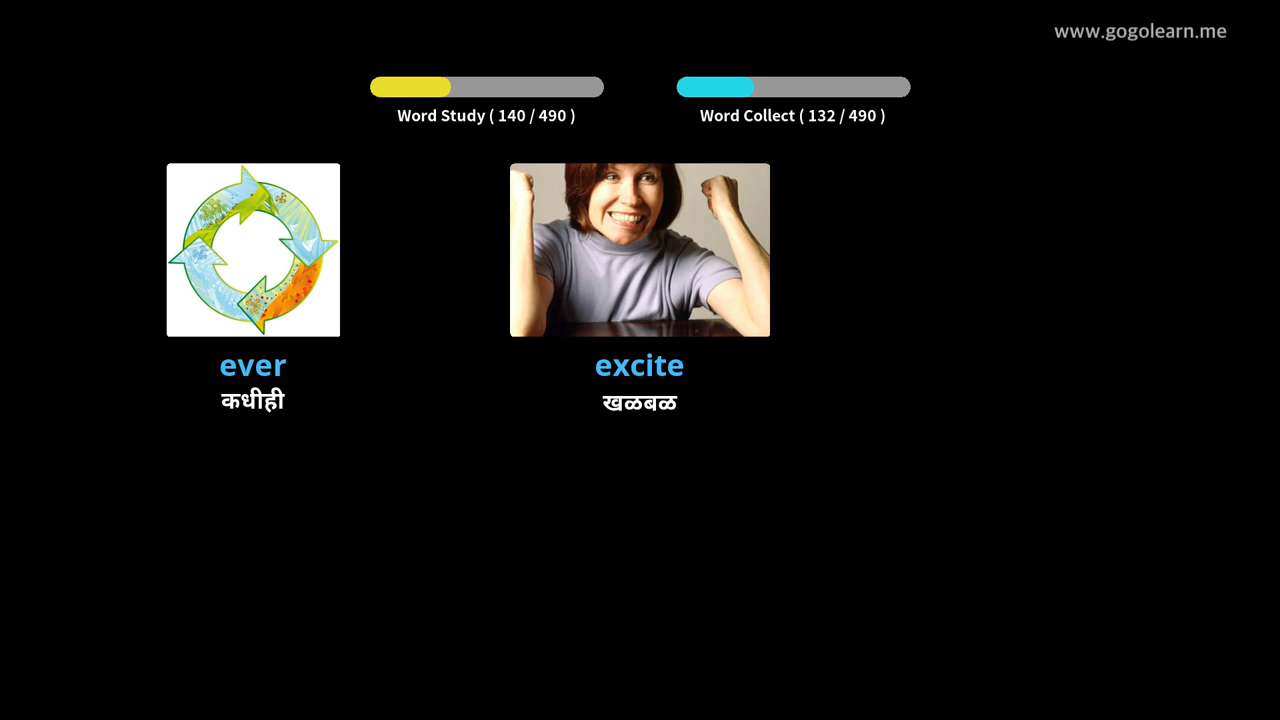 www.gogolearn.me
Word Study ( 140 / 490 )
Word Collect ( 132 / 490 )
ever
कधीही
excite
खळबळ